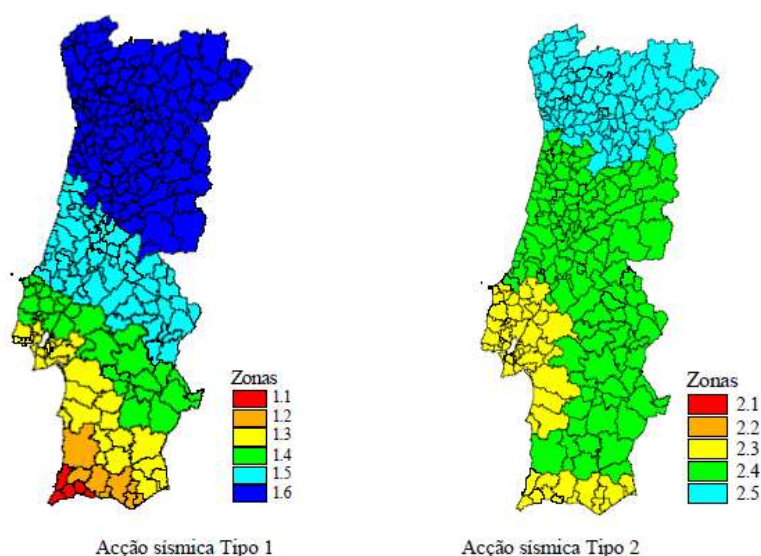 Zonas
1.1
1.2
1.3
1.4
1.5
1.6
Acção sísmica Tipo 1
Zonas
2.1
2.2
2.3
2.4
2.5
Acção sísmica Tipo 2